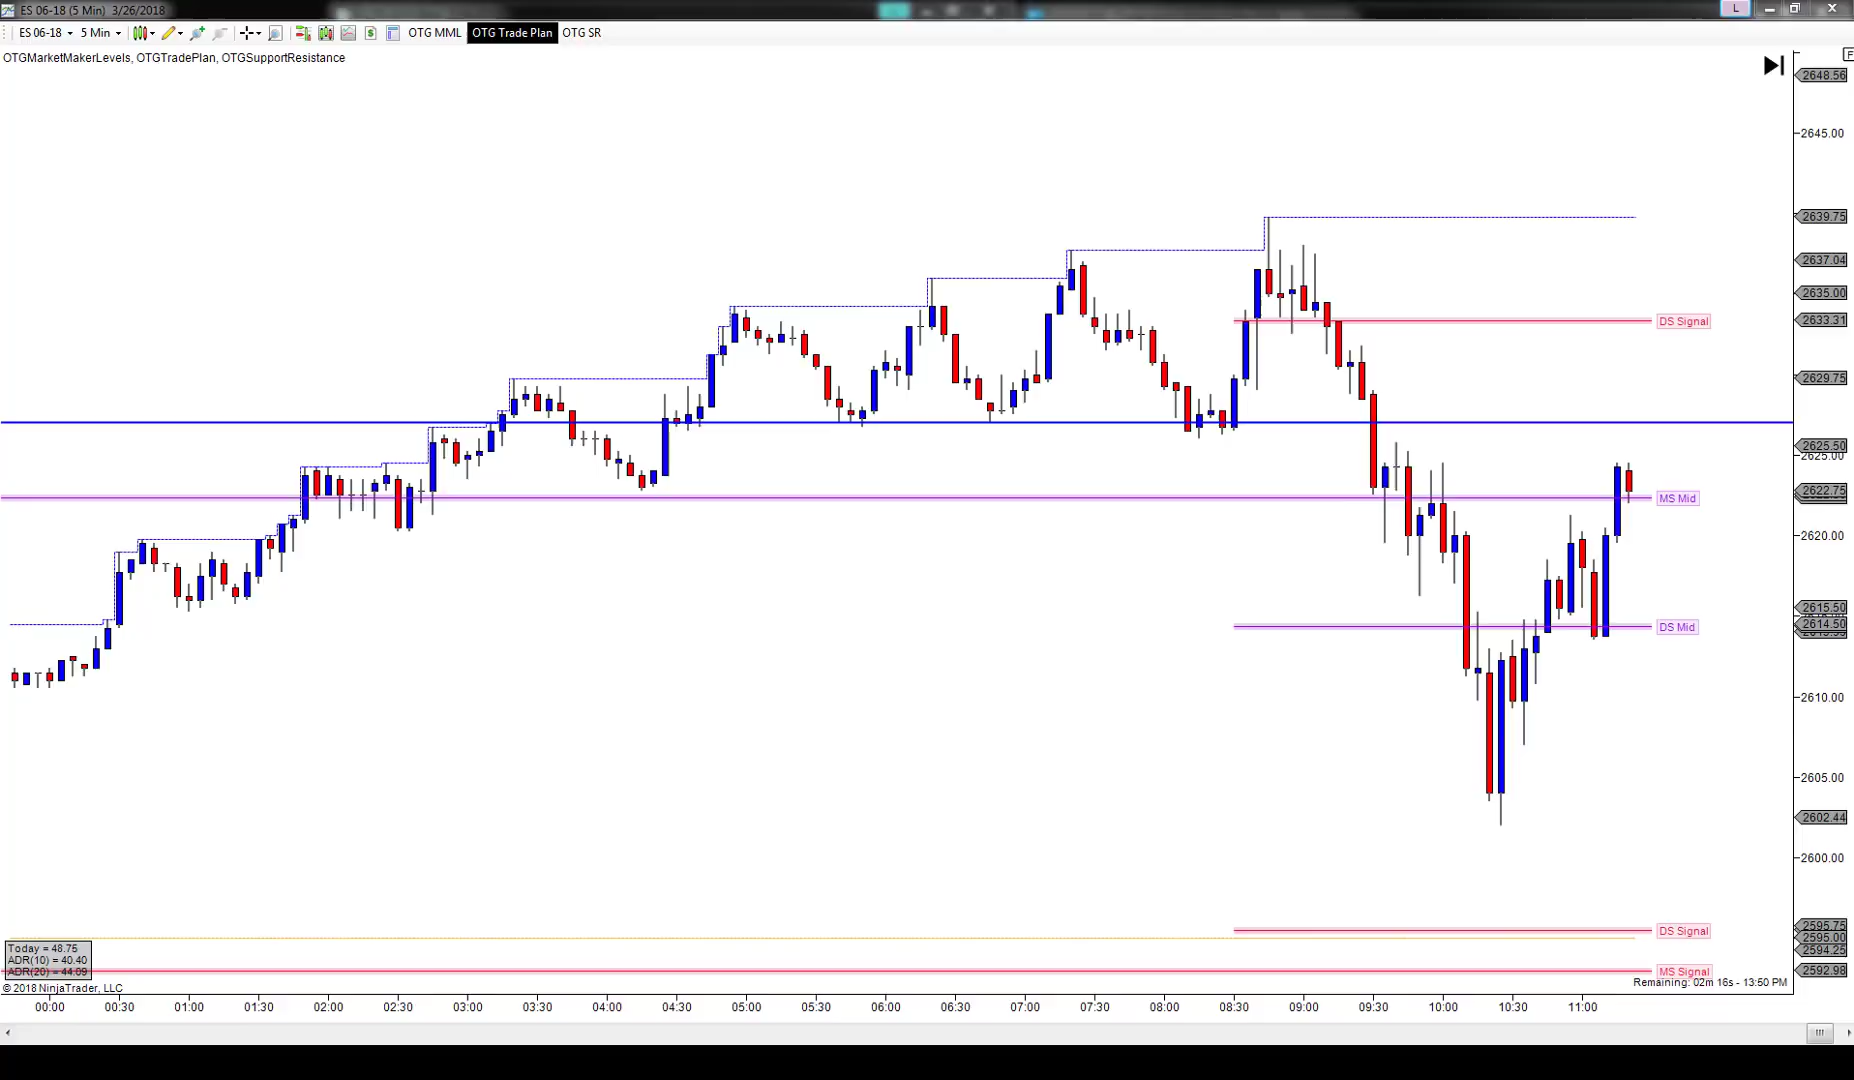 ES 06-18 (5 Min) 3/26/2018
L
ES 06-18 5 Min OTG MML OTG Trade Plan OTG SR
OTGMarketMakerLevels, OTGTradePlan, OTGSupportResistance
F
2648.56
2645.00
2639.75
2637.04
2635.00
2633.31
DS Signal
2629.75
2625.50
2625.00
2622.75
MS Mid
2620.00
2615.50
2614.50
DS Mid
2610.00
2605.00
2602.44
2600.00
2595.75
DS Signal
2595.00
2594.25
2592.98
MS Signal
Today = 48.75
ADR(10) = 40.40
ADR(20) = 44.09
© 2018 NinjaTrader, LLC
Remaining: 02m 16s - 13:50 PM
00:00 00:30 01:00 01:30 02:00 02:30 03:00 03:30 04:00 04:30 05:00 05:30 06:00 06:30 07:00 07:30 08:00 08:30 09:00 09:30 10:00 10:30 11:00